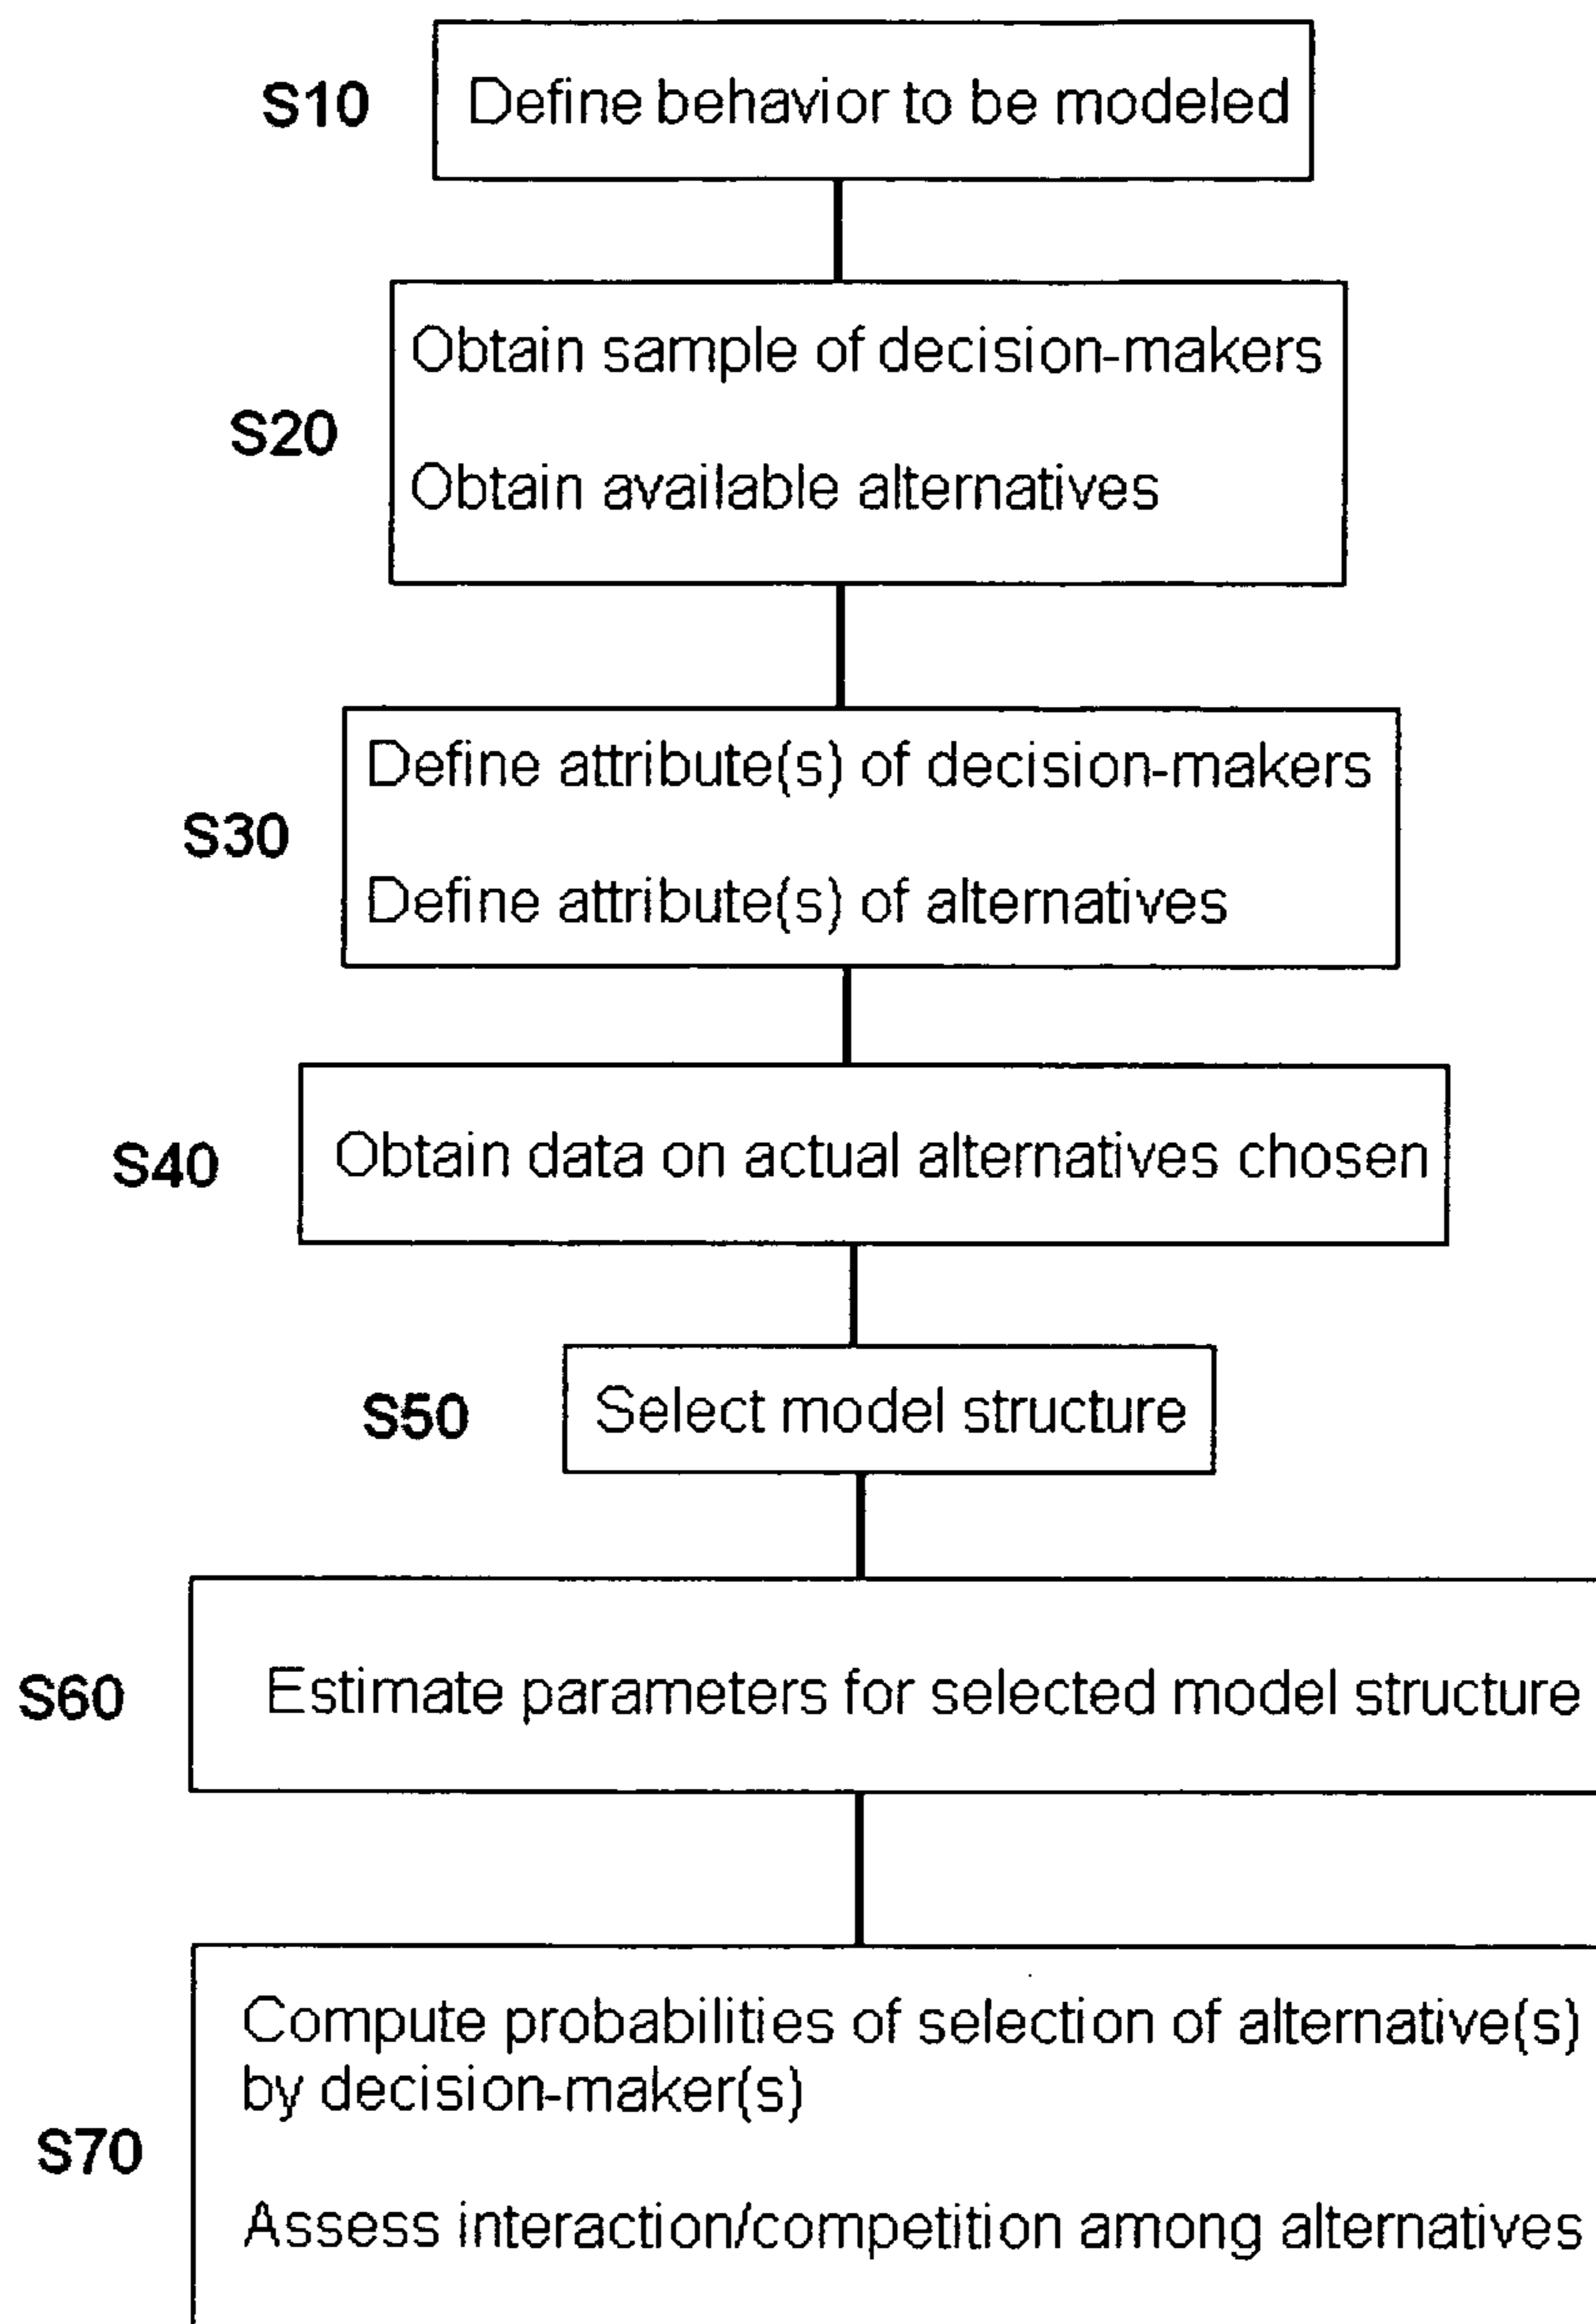 S10
Define behavior to be modeled
S20
Obtain sample of decision-makers
Obtain available alternatives
S30
Define attribute(s) of decision-makers
Define attribute(s) of alternatives
S40
Obtain data on actual alternatives chosen
S50
Select model structure
S60
Estimate parameters for selected model structure
S70
Compute probabilities of selection of alternative(s)
by decision-maker(s)
Assess interaction/competition among alternatives